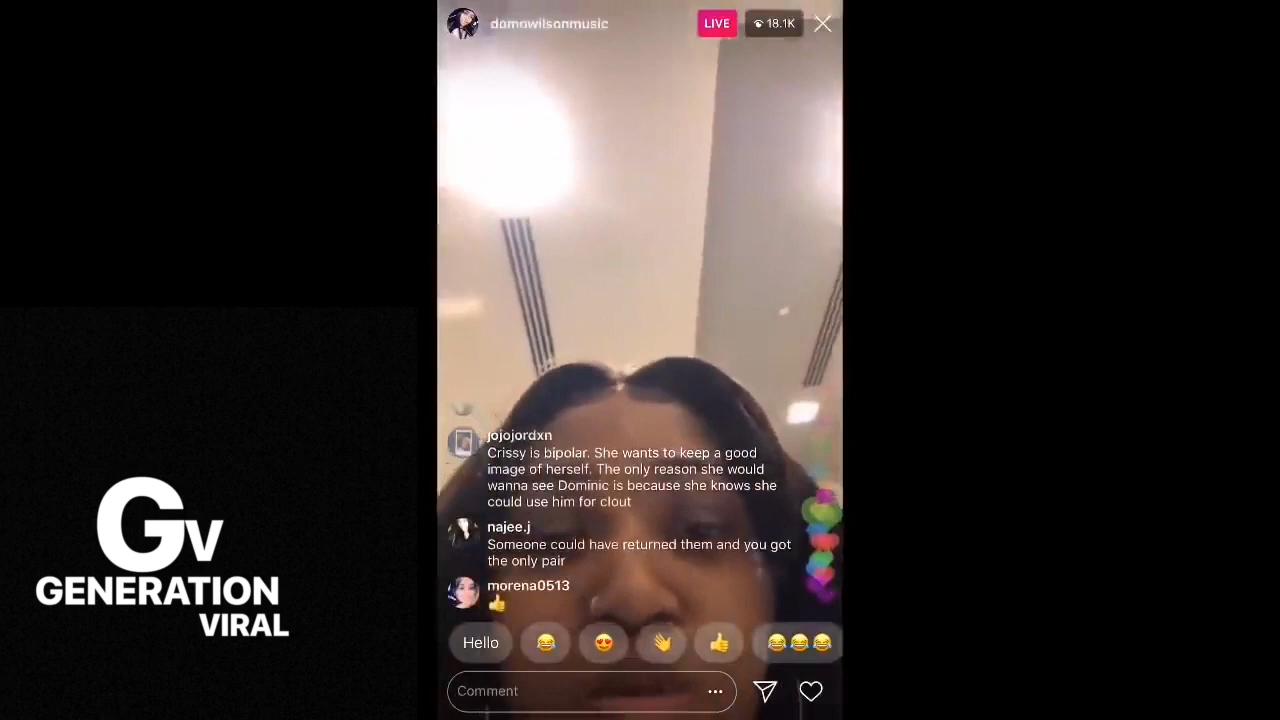 domowilsonmusic
LIVE
18.1K
jojojordxn
Crissy is bipolar. She wants to keep a good
image of herself. The only reason she would
wanna see Dominic is because she knows she
could use him for clout
najee.j
Someone could have returned them and you got
the only pair
morena0513
👍
Hello 😂 😍 👋 👍 😂😂😂
Comment
GV
GENERATION
VIRAL